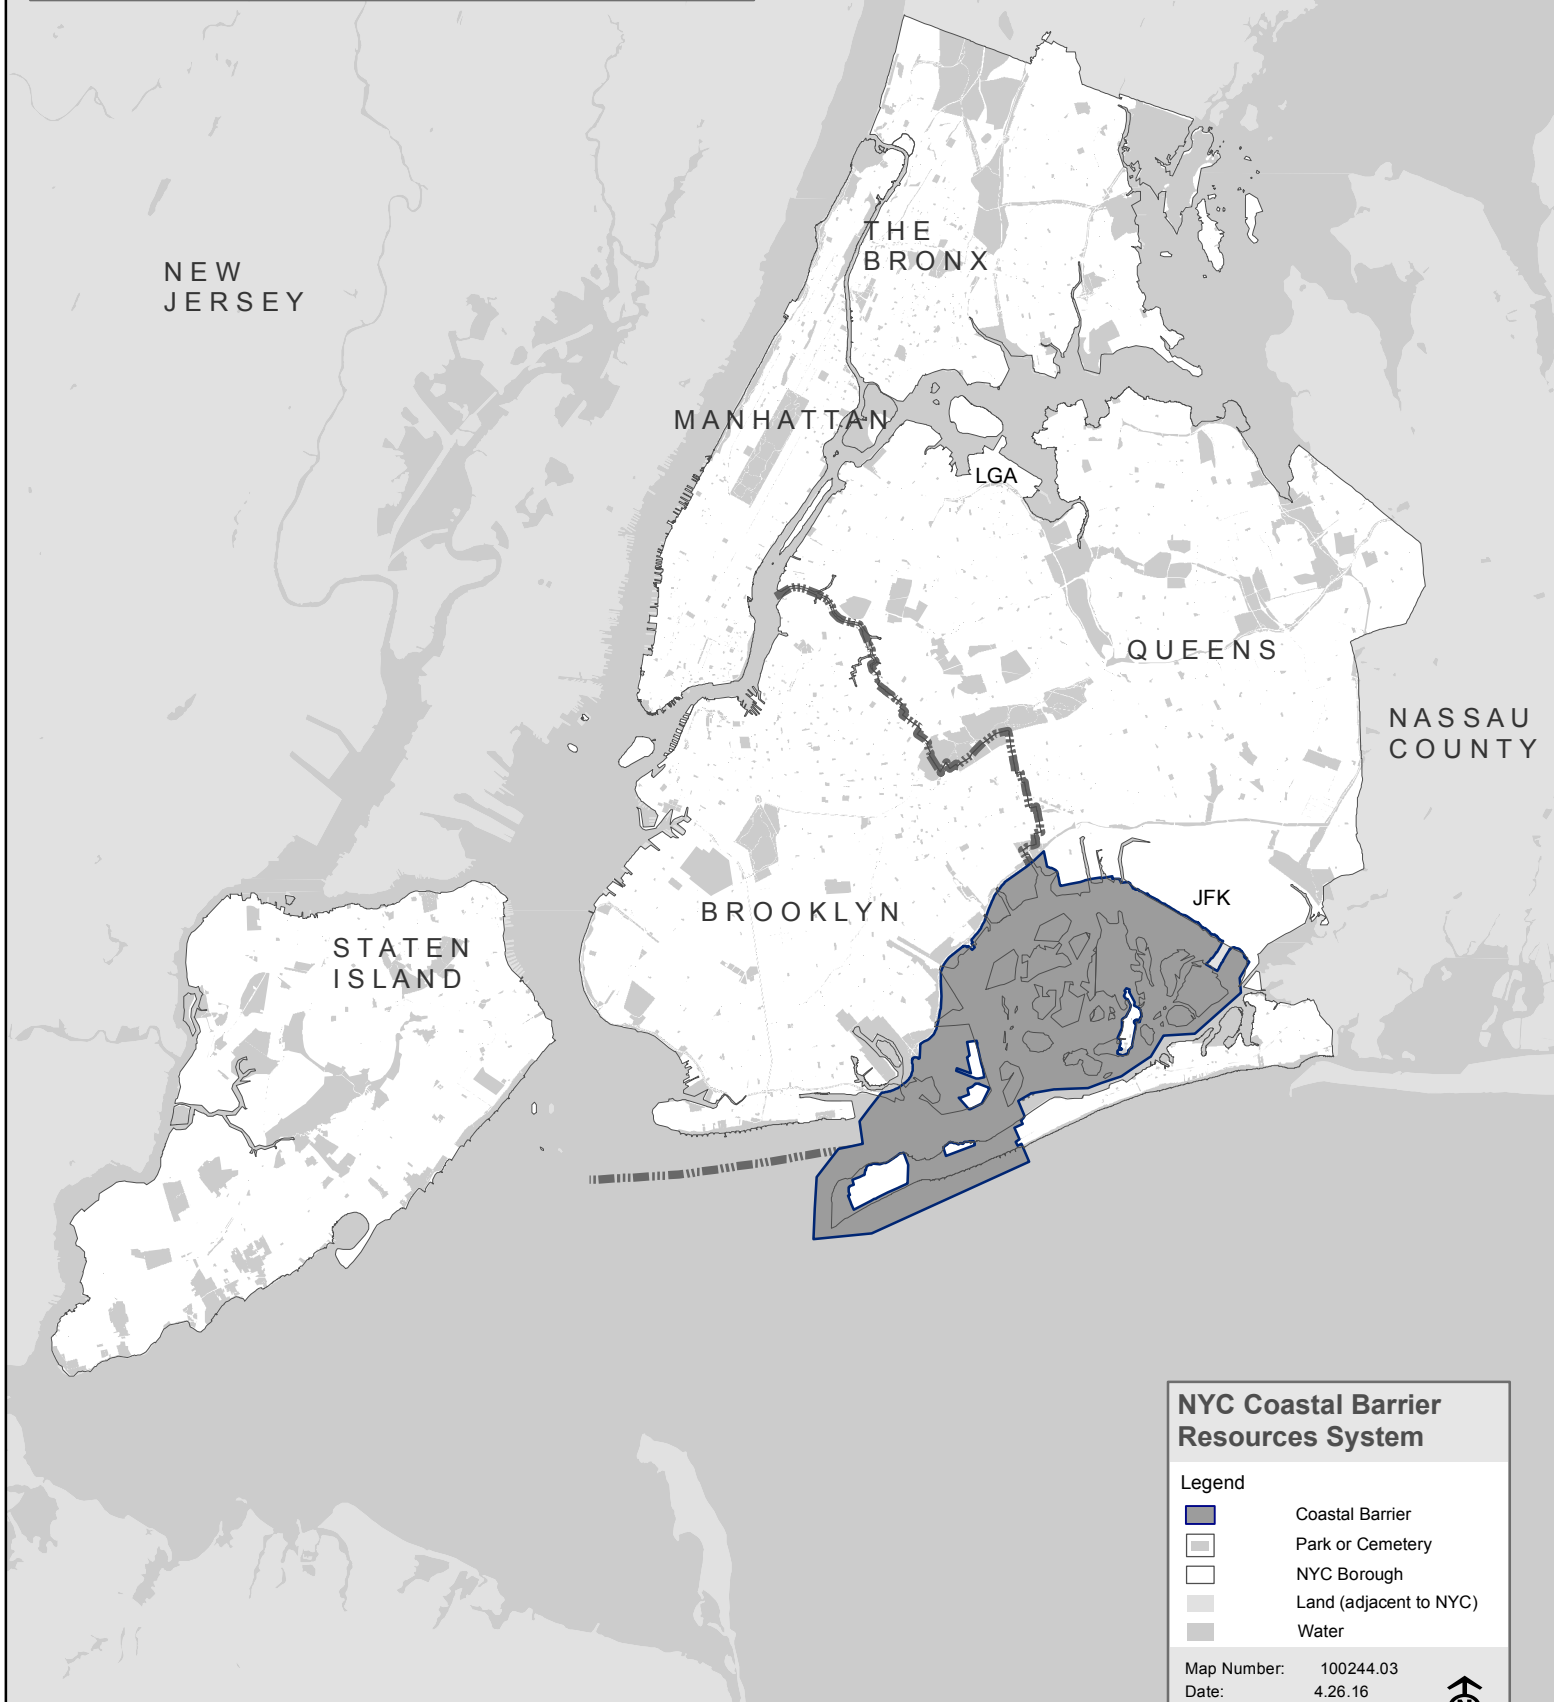 THE
BRONX
NEW
JERSEY
MANHATTAN
LGA
QUEENS
NASSAU
COUNTY
JFK
BROOKLYN
STATEN
ISLAND
NYC Coastal Barrier
Resources System
Legend
Coastal Barrier
Park or Cemetery
NYC Borough
Land (adjacent to NYC)
Water
Map Number: 100244.03
Date: 4.26.16
N